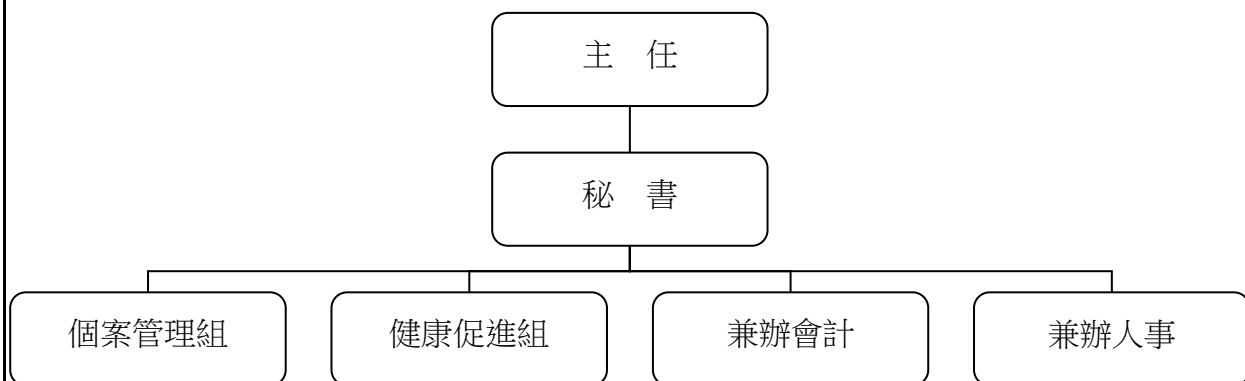 主　任
秘　書
個案管理組
健康促進組
兼辦會計
兼辦人事